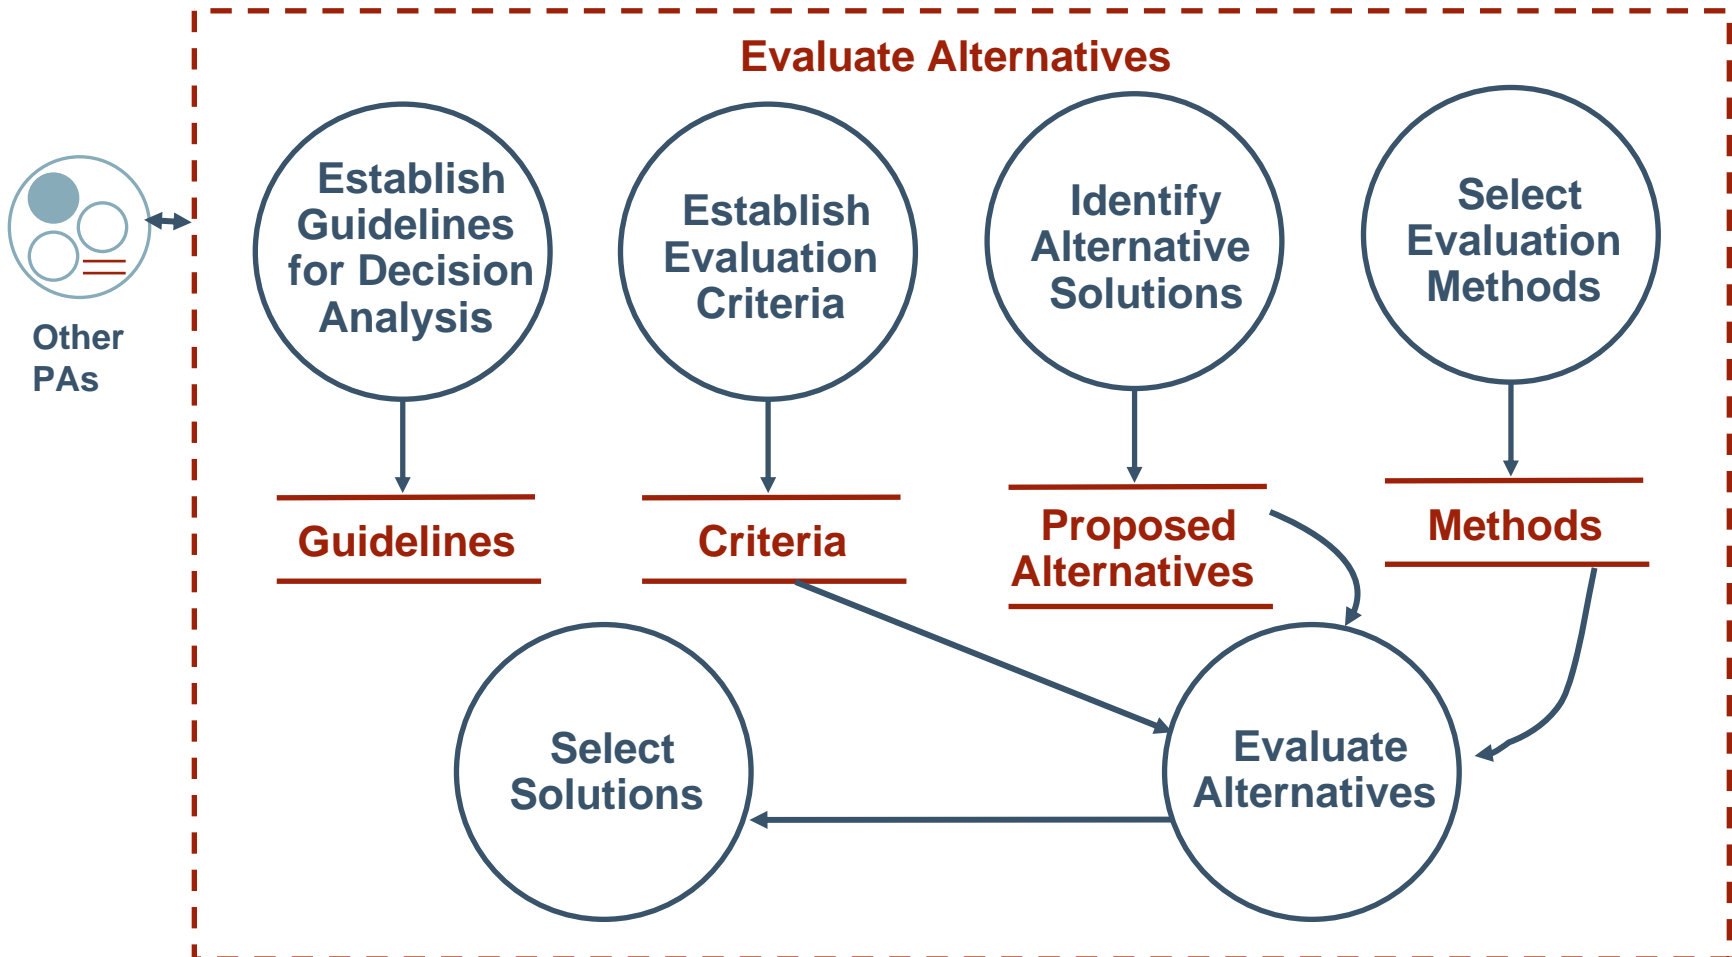 Evaluate Alternatives
Establish
Guidelines
for Decision
Analysis
Establish
Evaluation
Criteria
Identify
Alternative
Solutions
Select
Evaluation
Methods
Other
PAs
Guidelines
Criteria
Proposed
Alternatives
Methods
Select
Solutions
Evaluate
Alternatives